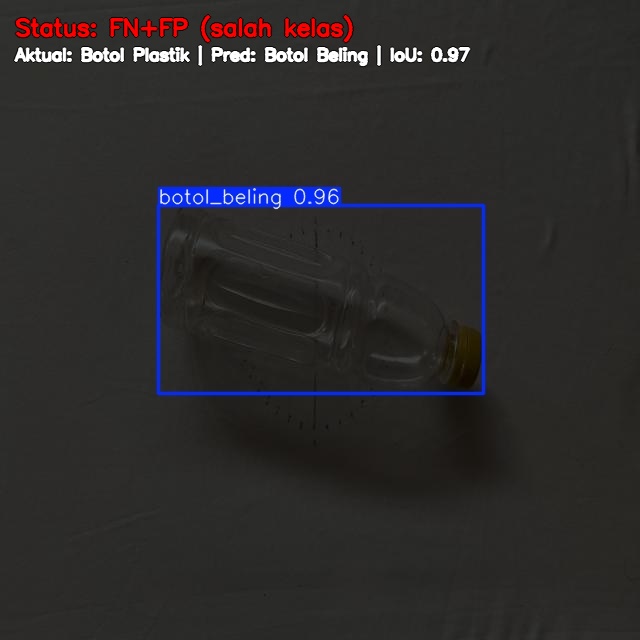 Status: FN+FP (salah kelas)
Aktual: Botol Plastik | Pred: Botol Beling | IoU: 0.97
botol_beling 0.96